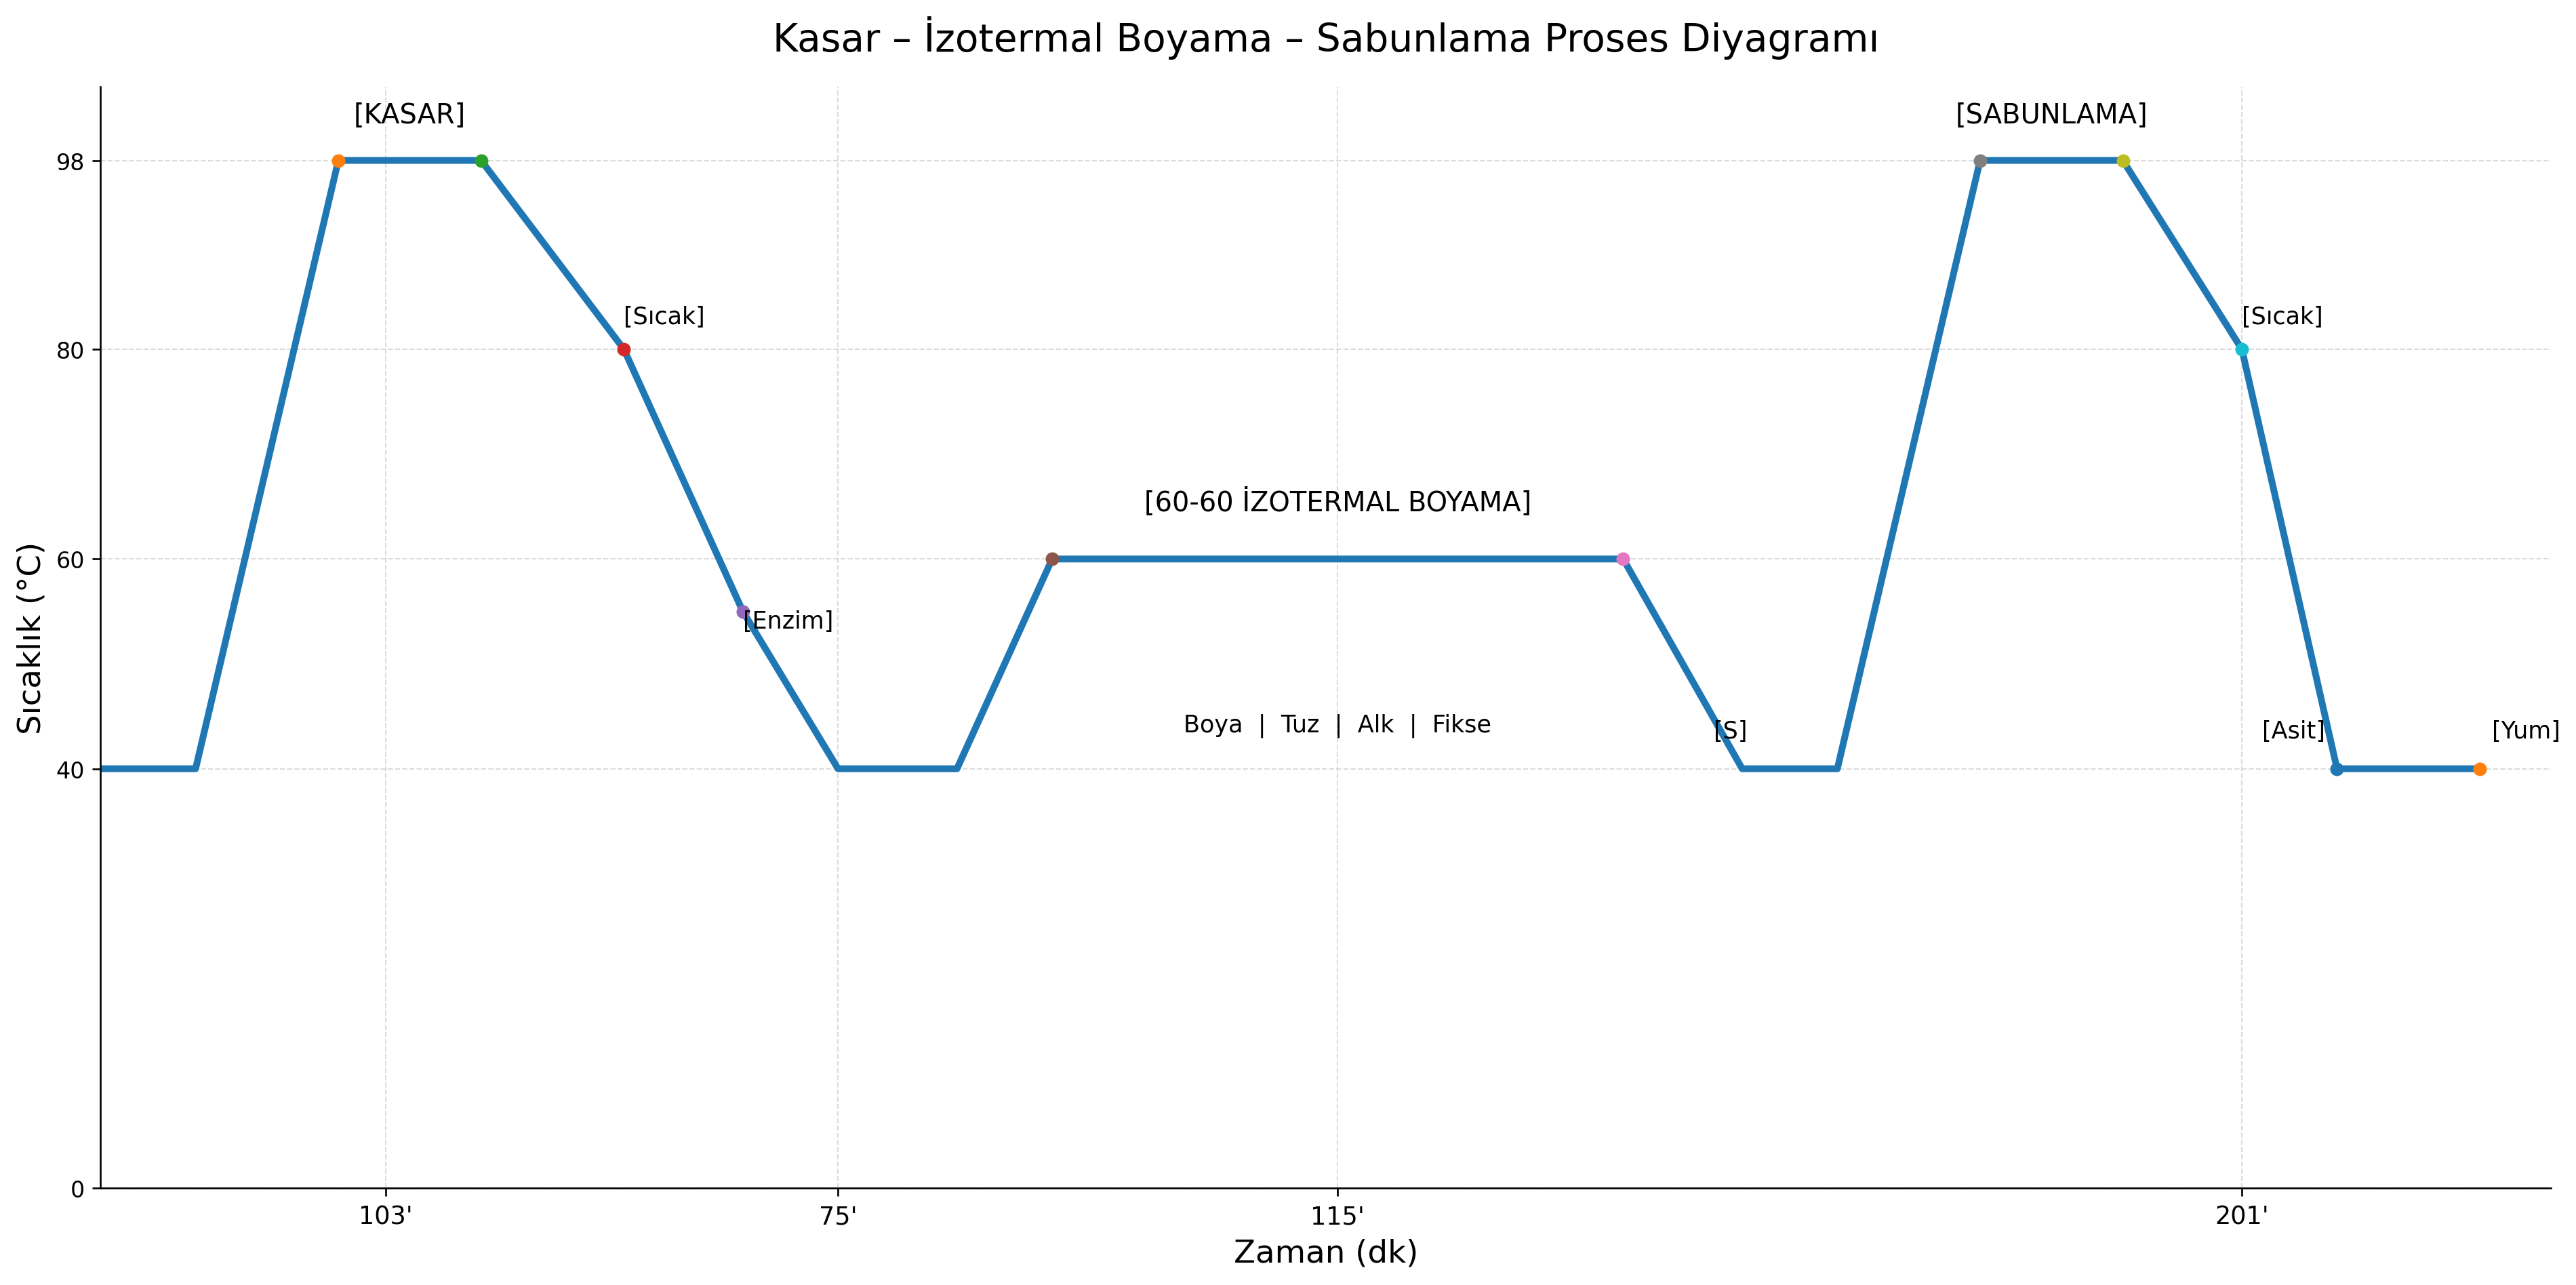 Kasar – İzotermal Boyama – Sabunlama Proses Diyagramı
[KASAR]
[SABUNLAMA]
98
[Sıcak]
[Sıcak]
80
[60-60 İZOTERMAL BOYAMA]
60
[Enzim]
Boya | Tuz | Alk | Fikse
[S]
[Asit]
[Yum]
40
0
Sıcaklık (°C)
103'
75'
115'
201'
Zaman (dk)